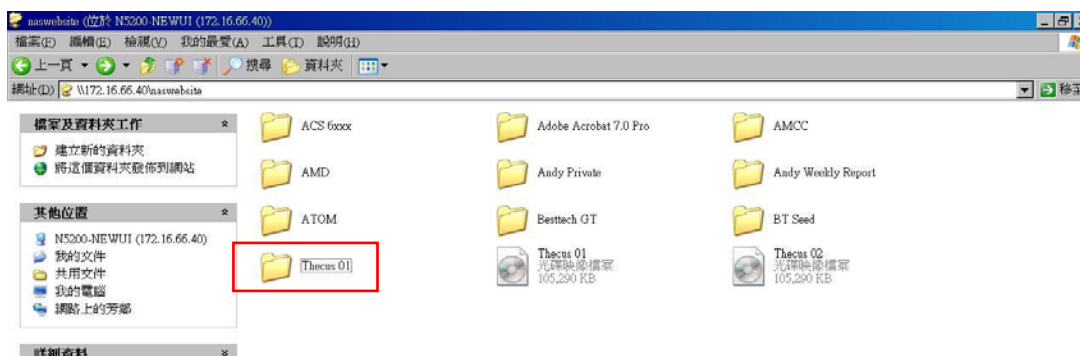 naswebsite (位於 N5200-NEWUI (172.16.66.40))
檔案(F) 編輯(E) 檢視(V) 我的最愛(A) 工具(T) 說明(H)
上一頁 搜尋 資料夾
網址(D) \\172.16.66.40\naswebsite 移至
檔案及資料夾工作
建立新的資料夾
將這個資料夾發佈到網站
其他位置
N5200-NEWUI (172.16.66.40)
我的文件
共用文件
我的電腦
網路上的芳鄰
詳細資料
ACS 6xxx
Adobe Acrobat 7.0 Pro
AMCC
AMD
Andy Private
Andy Weekly Report
ATOM
Besttech GT
BT Seed
Thecus 01
Thecus 01
光碟映像檔案
105,290 KB
Thecus 02
光碟映像檔案
105,290 KB